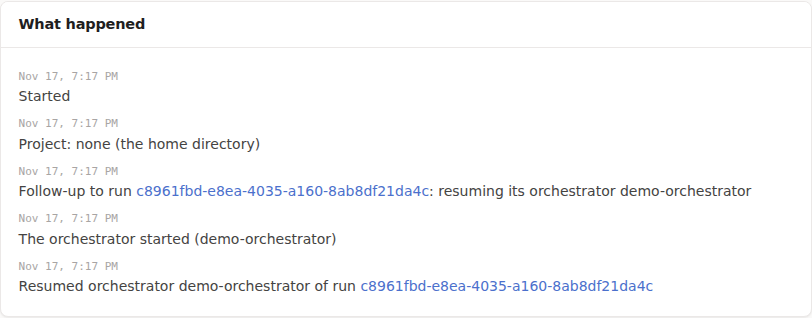 What happened
Nov 17, 7:17 PM
Started
Nov 17, 7:17 PM
Project: none (the home directory)
Nov 17, 7:17 PM
Follow-up to run c8961fbd-e8ea-4035-a160-8ab8df21da4c: resuming its orchestrator demo-orchestrator
Nov 17, 7:17 PM
The orchestrator started (demo-orchestrator)
Nov 17, 7:17 PM
Resumed orchestrator demo-orchestrator of run c8961fbd-e8ea-4035-a160-8ab8df21da4c